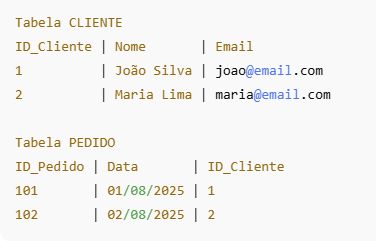 Tabela CLIENTE
ID_Cliente | Nome | Email
1 | João Silva | joao@email.com
2 | Maria Lima | maria@email.com
Tabela PEDIDO
ID_Pedido | Data | ID_Cliente
101 | 01/08/2025 | 1
102 | 02/08/2025 | 2